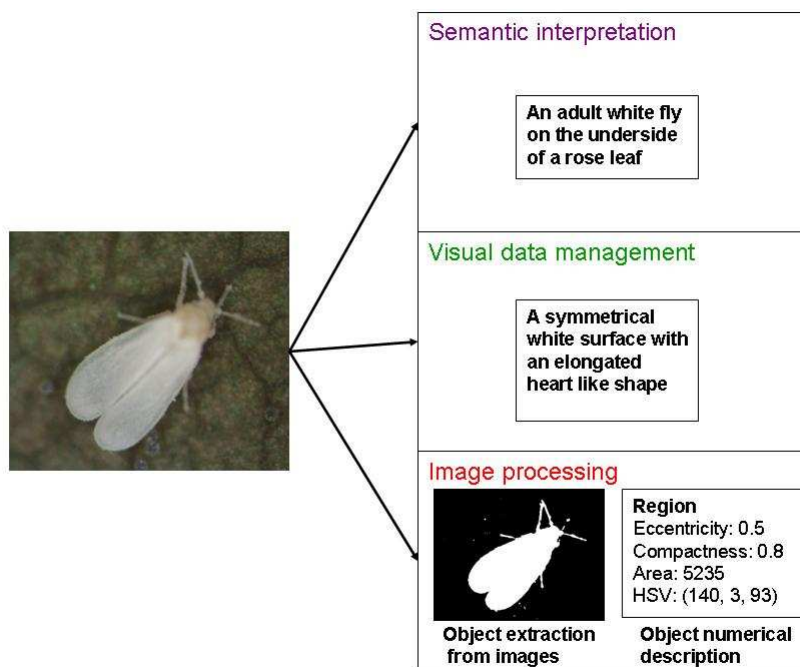 Semantic interpretation
An adult white fly
on the underside
of a rose leaf
Visual data management
A symmetrical
white surface with
an elongated
heart like shape
Image processing
Region
Eccentricity: 0.5
Compactness: 0.8
Area: 5235
HSV: (140, 3, 93)
Object extraction
from images
Object numerical
description